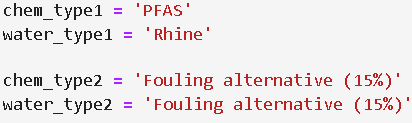 chem_type1 = 'PFAS'
water_type1 = 'Rhine'
chem_type2 = 'Fouling alternative (15%)'
water_type2 = 'Fouling alternative (15%)'